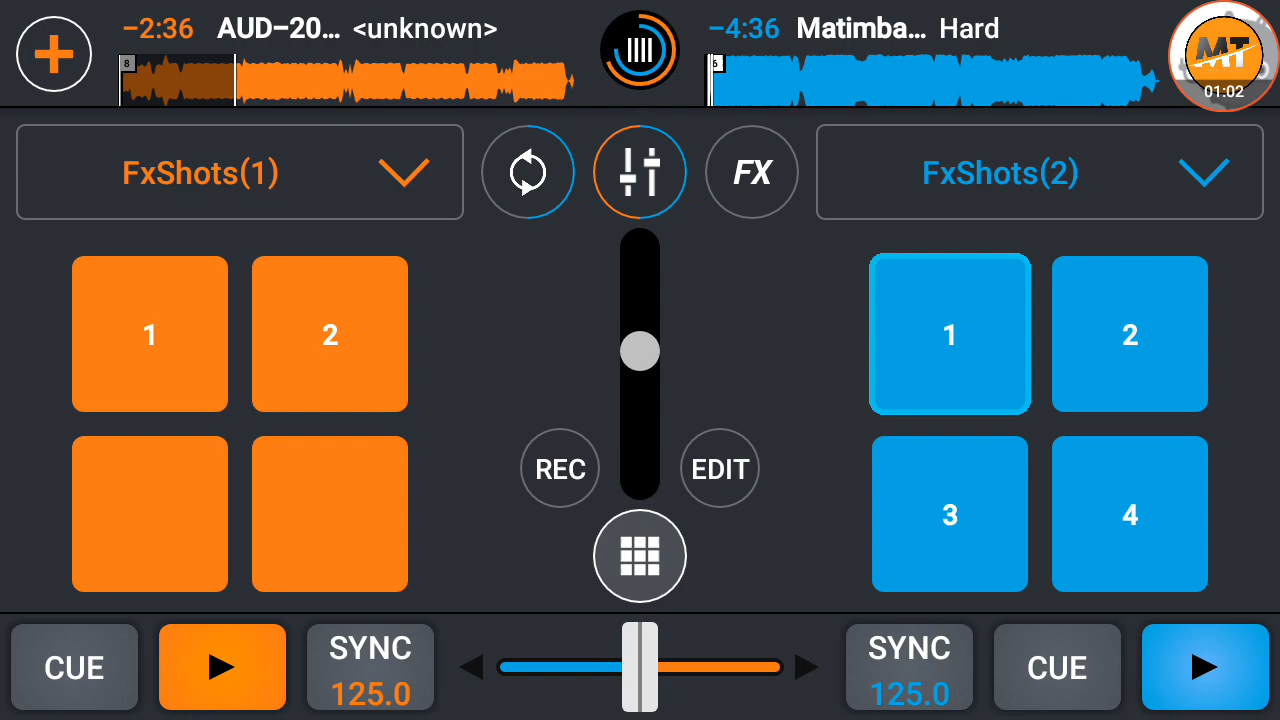 −2:36 AUD−20… <unknown>
8
−4:36 Matimba… Hard
6
MT
01:02
FxShots(1)
FX
FxShots(2)
1
2
1
2
3
4
REC
EDIT
CUE
SYNC
125.0
SYNC
125.0
CUE